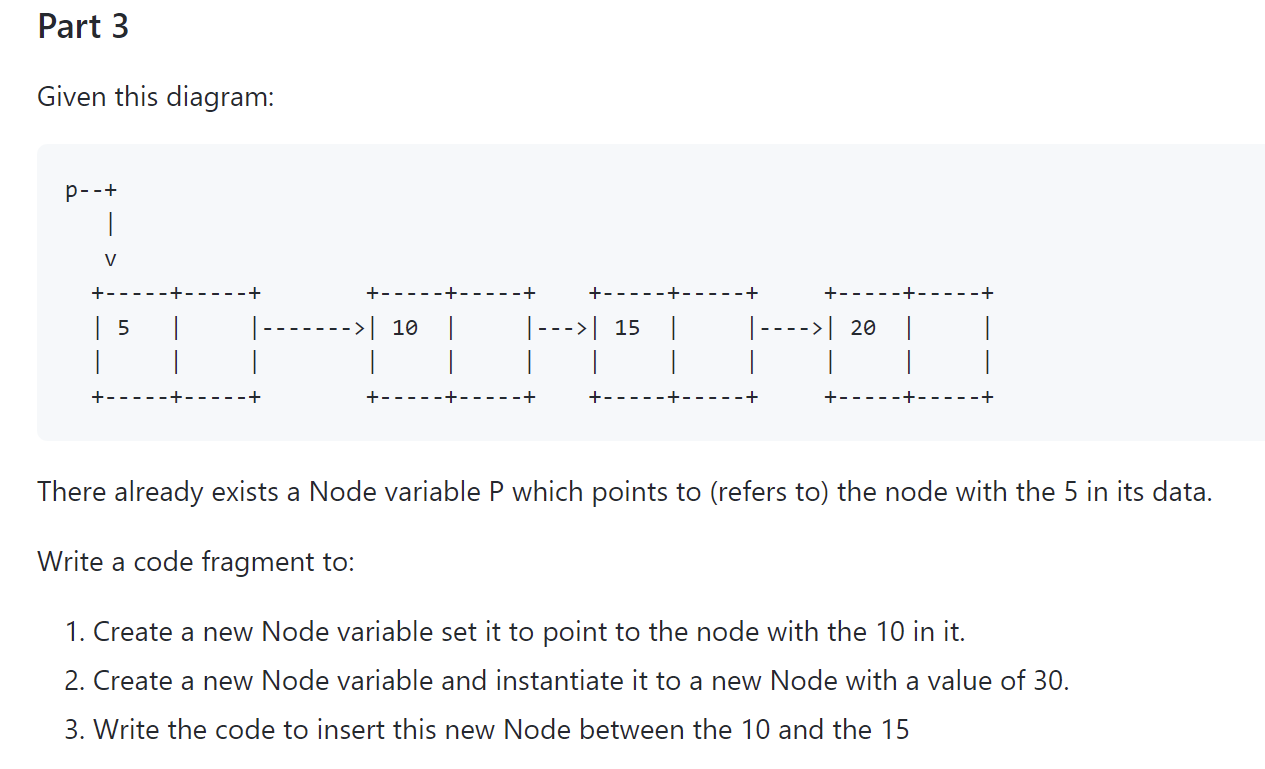 Part 3
Given this diagram:
p--+
   |
   v
  +-----+-----+        +-----+-----+    +-----+-----+     +-----+-----+
  | 5   |     |------->| 10  |     |--->| 15  |     |---->| 20  |     |
  |     |     |        |     |     |    |     |     |     |     |     |
  +-----+-----+        +-----+-----+    +-----+-----+     +-----+-----+
There already exists a Node variable P which points to (refers to) the node with the 5 in its data.
Write a code fragment to:
1. Create a new Node variable set it to point to the node with the 10 in it.
2. Create a new Node variable and instantiate it to a new Node with a value of 30.
3. Write the code to insert this new Node between the 10 and the 15